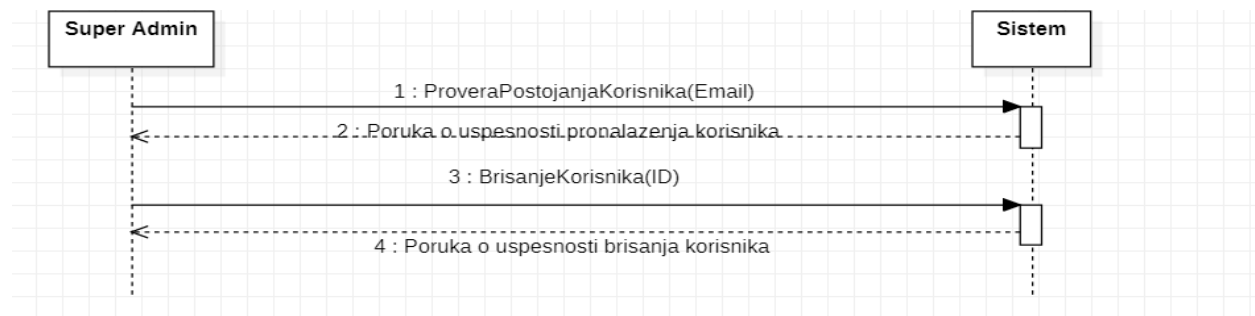 Super Admin
Sistem
1 : ProveraPostojanjaKorisnika(Email)
2 : Poruka o uspesnosti pronalazenja korisnika
3 : BrisanjeKorisnika(ID)
4 : Poruka o uspesnosti brisanja korisnika